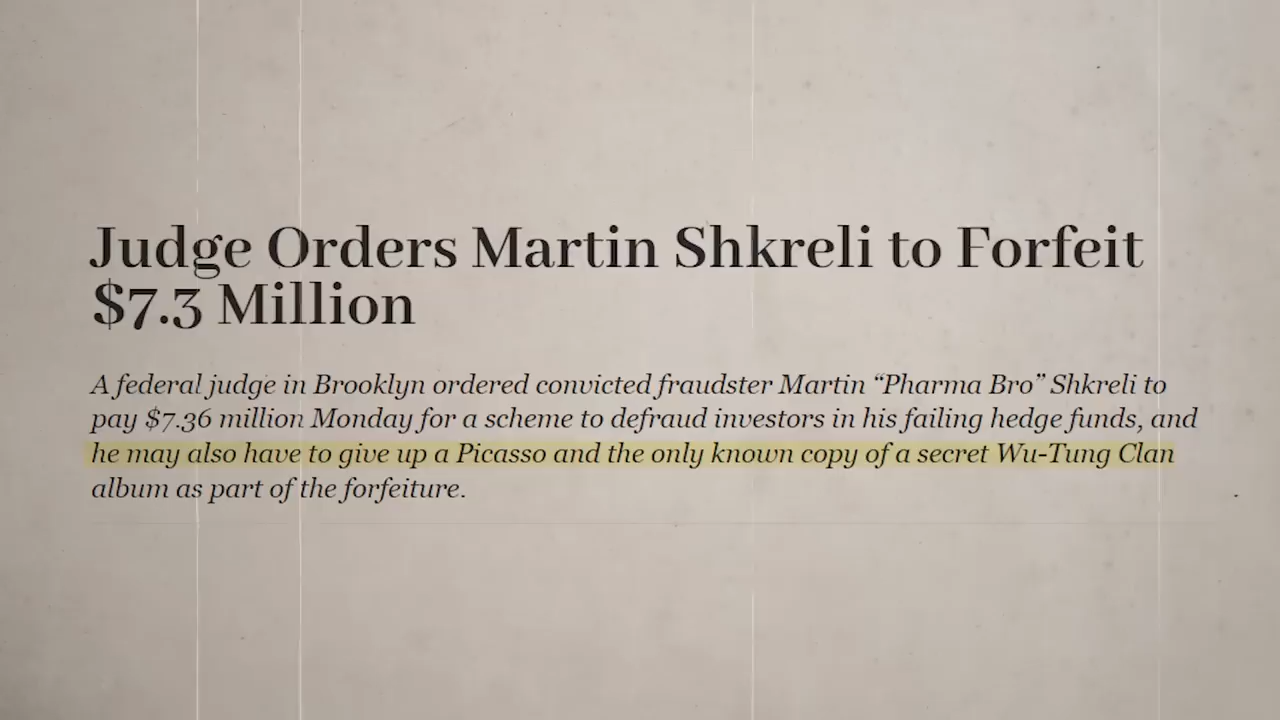 Judge Orders Martin Shkreli to Forfeit
$7.3 Million
A federal judge in Brooklyn ordered convicted fraudster Martin “Pharma Bro” Shkreli to
pay $7.36 million Monday for a scheme to defraud investors in his failing hedge funds, and
he may also have to give up a Picasso and the only known copy of a secret Wu-Tung Clan
album as part of the forfeiture.